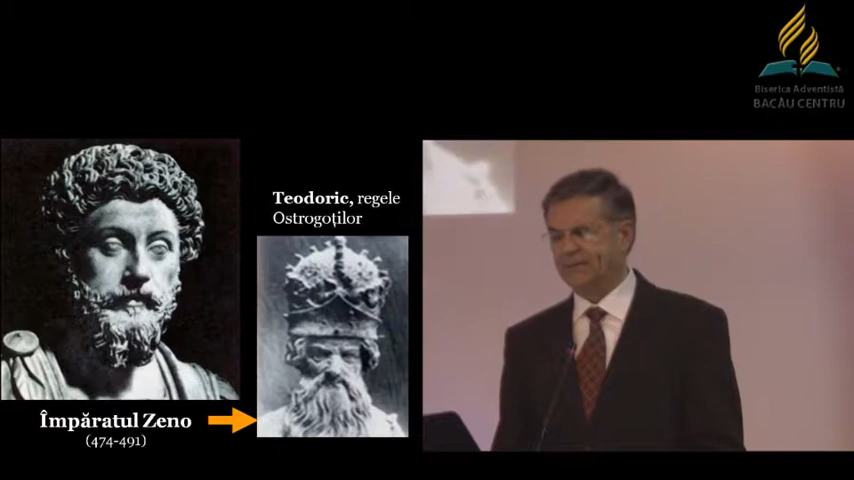 Biserica Adventistă
BACĂU CENTRU
Teodoric, regele
Ostrogoților
Împăratul Zeno
(474-491)